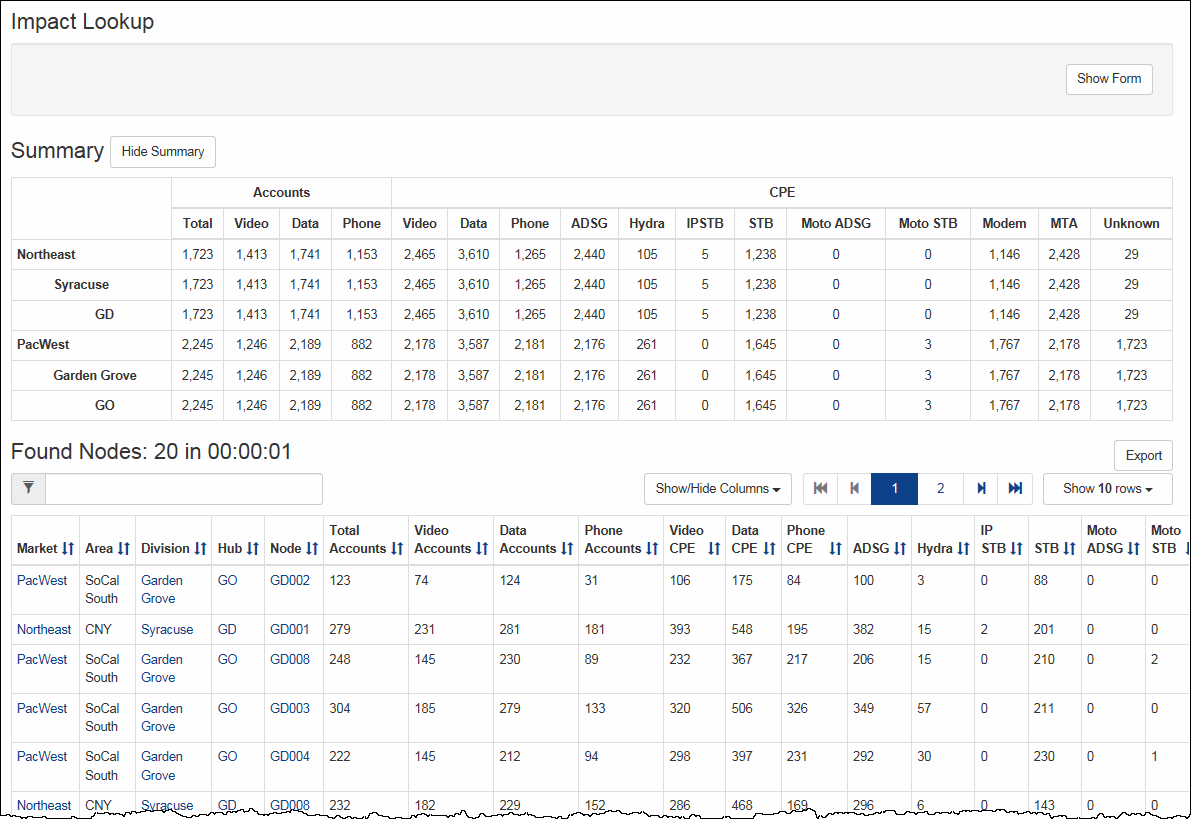 Impact Lookup
Show Form
Summary Hide Summary
Accounts CPE
Total Video Data Phone Video Data Phone ADSG Hydra IPSTB STB Moto ADSG Moto STB Modem MTA Unknown
Northeast 1,723 1,413 1,741 1,153 2,465 3,610 1,265 2,440 105 5 1,238 0 0 1,146 2,428 29
Syracuse 1,723 1,413 1,741 1,153 2,465 3,610 1,265 2,440 105 5 1,238 0 0 1,146 2,428 29
GD 1,723 1,413 1,741 1,153 2,465 3,610 1,265 2,440 105 5 1,238 0 0 1,146 2,428 29
PacWest 2,245 1,246 2,189 882 2,178 3,587 2,181 2,176 261 0 1,645 0 3 1,767 2,178 1,723
Garden Grove 2,245 1,246 2,189 882 2,178 3,587 2,181 2,176 261 0 1,645 0 3 1,767 2,178 1,723
GO 2,245 1,246 2,189 882 2,178 3,587 2,181 2,176 261 0 1,645 0 3 1,767 2,178 1,723
Found Nodes: 20 in 00:00:01
Export
Show/Hide Columns 1 2 Show 10 rows
Total Video Data Phone Video Data Phone IP Moto Moto
Market Area Division Hub Node Accounts Accounts Accounts Accounts CPE CPE CPE ADSG Hydra STB STB ADSG STB
PacWest SoCal Garden GO GD002 123 74 124 31 106 175 84 100 3 0 88 0 0
South Grove
Northeast CNY Syracuse GD GD001 279 231 281 181 393 548 195 382 15 2 201 0 0
PacWest SoCal Garden GO GD008 248 145 230 89 232 367 217 206 15 0 210 0 2
South Grove
PacWest SoCal Garden GO GD003 304 185 279 133 320 506 326 349 57 0 211 0 0
South Grove
PacWest SoCal Garden GO GD004 222 145 212 94 298 397 231 292 30 0 230 0 1
South Grove
Northeast CNY Syracuse GD GD008 232 182 229 152 286 468 169 296 6 0 143 0 0